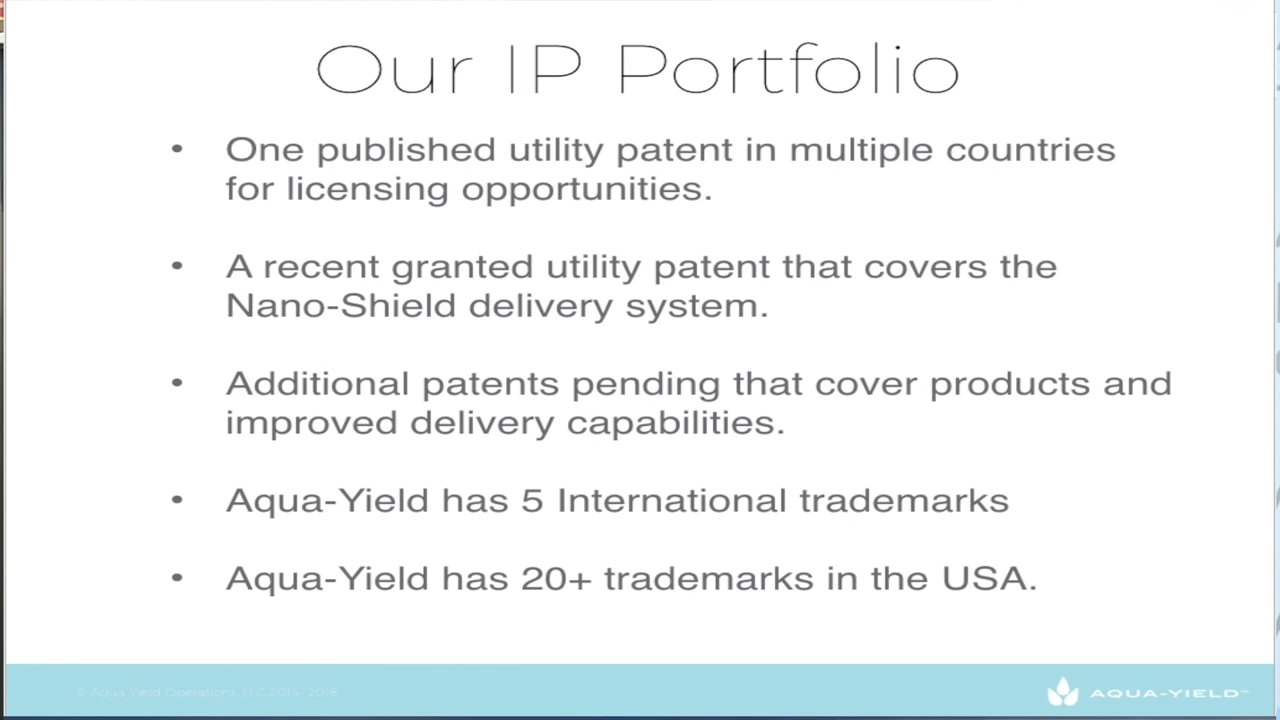 Our IP Portfolio
• One published utility patent in multiple countries
for licensing opportunities.
• A recent granted utility patent that covers the
Nano-Shield delivery system.
• Additional patents pending that cover products and
improved delivery capabilities.
• Aqua-Yield has 5 International trademarks
• Aqua-Yield has 20+ trademarks in the USA.
© Aqua Yield Operations, LLC 2014- 2018
AQUA-YIELD™